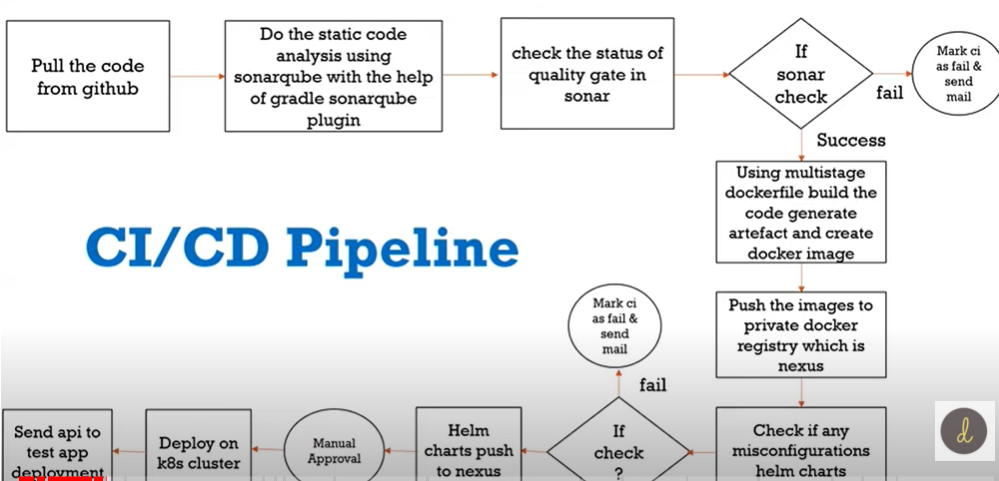 Pull the code
from github
Do the static code
analysis using
sonarqube with the help
of gradle sonarqube
plugin
check the status of
quality gate in
sonar
If
sonar
check
fail
Mark ci
as fail &
send
mail
Success
Using multistage
dockerfile build the
code generate
artefact and create
docker image
CI/CD Pipeline
Push the images to
private docker
registry which is
nexus
Mark ci
as fail &
send
mail
fail
Check if any
misconfigurations
helm charts
If
check
?
Helm
charts push
to nexus
Manual
Approval
Deploy on
k8s cluster
Send api to
test app
deployment
d